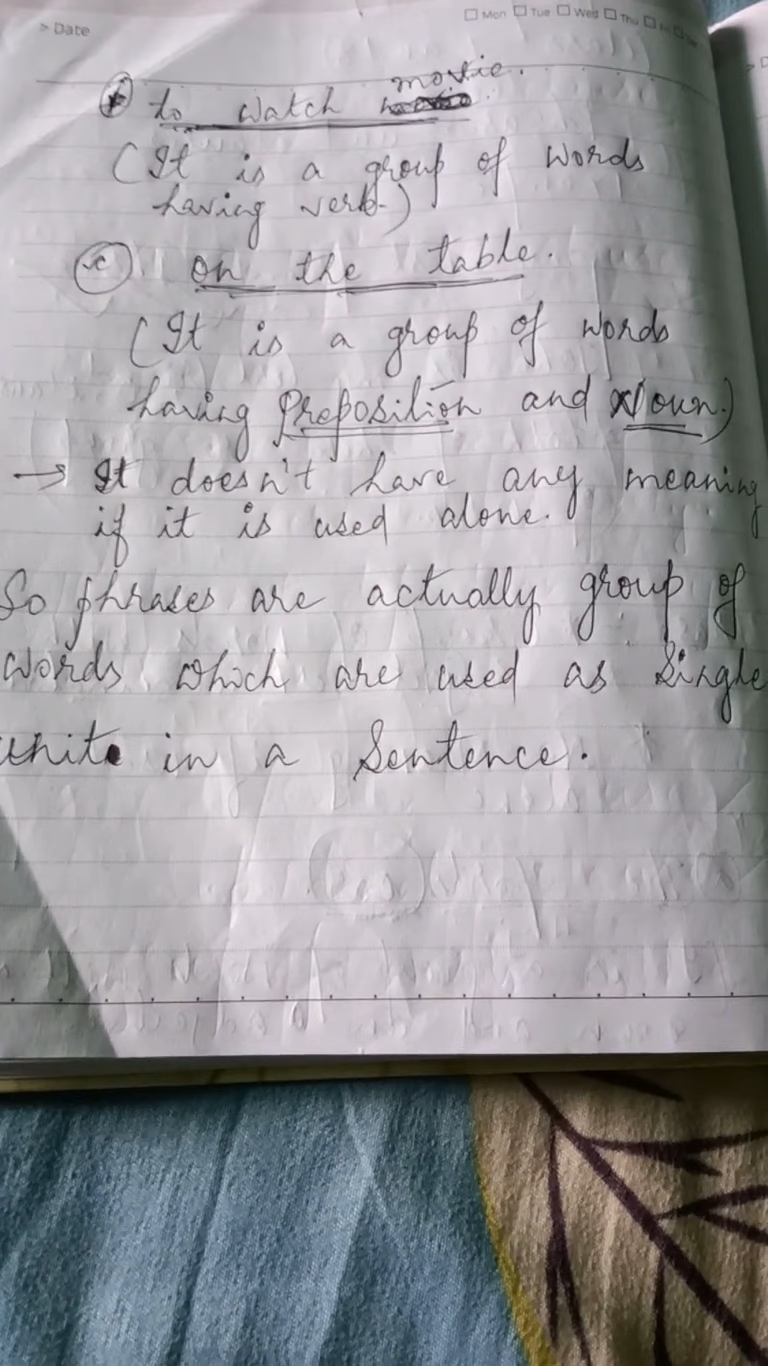 > Date
Mon Tue Wed Thu
movie.
to watch
(It is a group of words
having verb.)
(c) on the table.
(It is a group of words
having Preposition and Noun.)
→ It doesn't have any meaning
if it is used alone.
So phrases are actually group of
words which are used as single
unit in a Sentence.